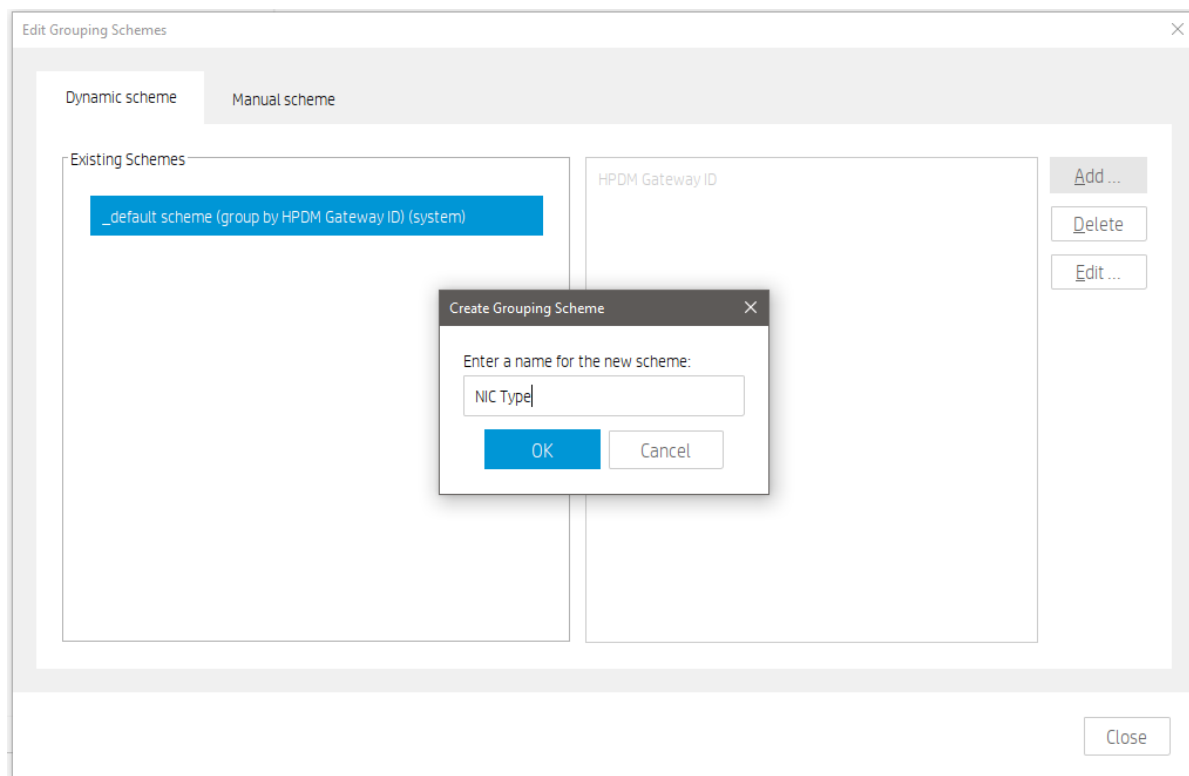 Edit Grouping Schemes
Dynamic scheme
Manual scheme
Existing Schemes
_default scheme (group by HPDM Gateway ID) (system)
HPDM Gateway ID
Add ...
Delete
Edit ...
Create Grouping Scheme
Enter a name for the new scheme:
NIC Type
OK
Cancel
Close